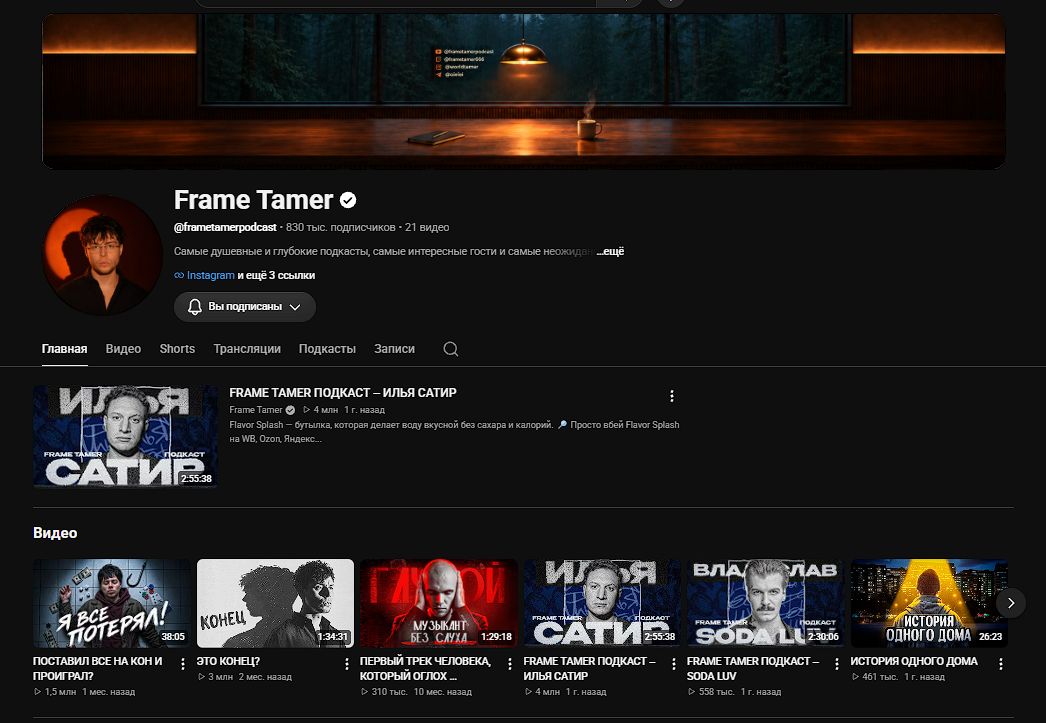 @frametamerpodcast
@frametamer666
@worldtamer
Frame Tamer
@frametamerpodcast • 830 тыс. подписчиков • 21 видео
Самые душевные и глубокие подкасты, самые интересные гости и самые неожидан ...ещё
Instagram и ещё 3 ссылки
Вы подписаны
Главная Видео Shorts Трансляции Подкасты Записи
ИЛЬЯ
FRAME TAMER ПОДКАСТ
САТИР
2:55:38
FRAME TAMER ПОДКАСТ – ИЛЬЯ САТИР
Frame Tamer 4 млн 1 г. назад
Flavor Splash — бутылка, которая делает воду вкусной без сахара и калорий. 🔎 Просто вбей Flavor Splash
на WB, Ozon, Яндекс...
Видео
Я ВСЕ
ПОТЕРЯЛ!
38:05
ПОСТАВИЛ ВСЕ НА КОН И
ПРОИГРАЛ?
1,5 млн 1 мес. назад
КОНЕЦ
1:34:31
ЭТО КОНЕЦ?
3 млн 2 мес. назад
ГЛУХОЙ
МУЗЫКАНТ
БЕЗ СЛУХА
1:29:18
ПЕРВЫЙ ТРЕК ЧЕЛОВЕКА,
КОТОРЫЙ ОГЛОХ ...
310 тыс. 10 мес. назад
ИЛЬЯ
FRAME TAMER ПОДКАСТ
САТИР
2:55:38
FRAME TAMER ПОДКАСТ –
ИЛЬЯ САТИР
4 млн 1 г. назад
ВЛАДИСЛАВ
FRAME TAMER ПОДКАСТ
SODA LUV
2:30:06
FRAME TAMER ПОДКАСТ –
SODA LUV
558 тыс. 1 г. назад
ИСТОРИЯ
ОДНОГО ДОМА
26:23
ИСТОРИЯ ОДНОГО ДОМА
461 тыс. 1 г. назад